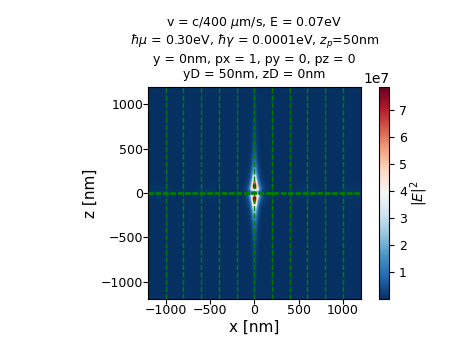 v = c/400 μm/s, E = 0.07eV
ħμ = 0.30eV, ħγ = 0.0001eV, z_p=50nm
y = 0nm, px = 1, py = 0, pz = 0
yD = 50nm, zD = 0nm
1e7
1000
500
0
−500
−1000
z [nm]
−1000 −500 0 500 1000
x [nm]
7
6
5
4
3
2
1
|E|²